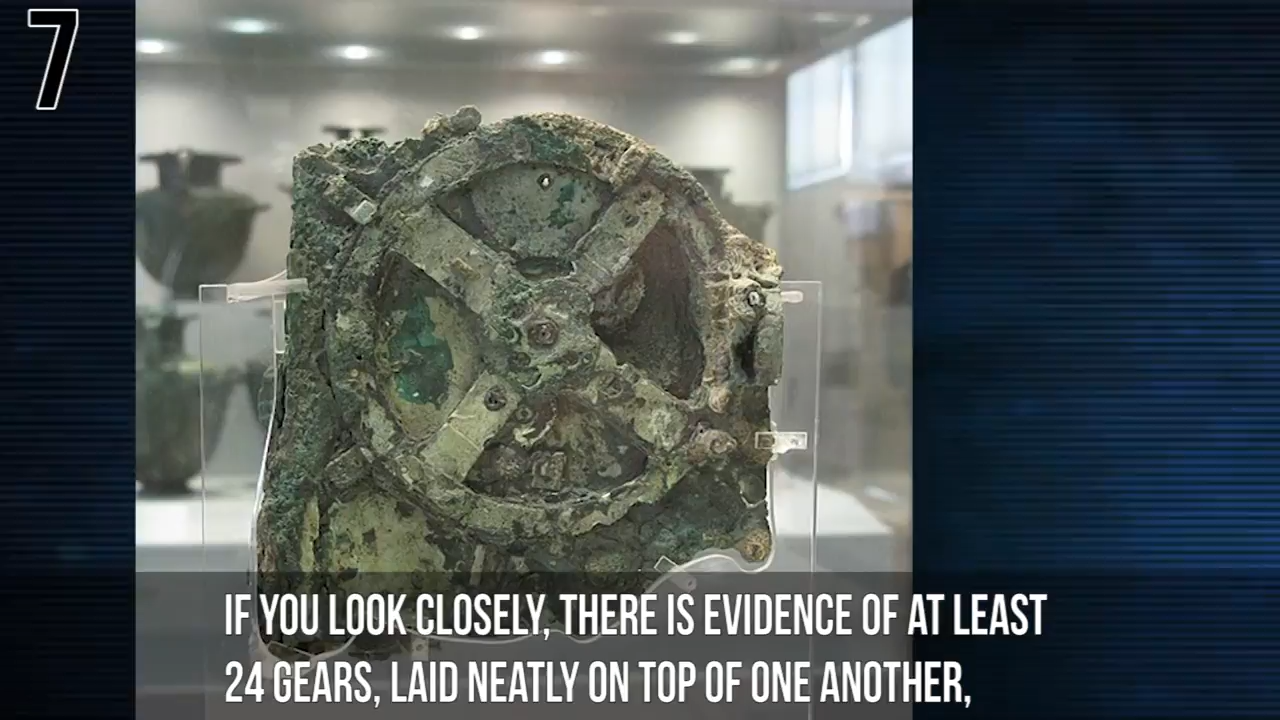 7
IF YOU LOOK CLOSELY, THERE IS EVIDENCE OF AT LEAST
24 GEARS, LAID NEATLY ON TOP OF ONE ANOTHER,